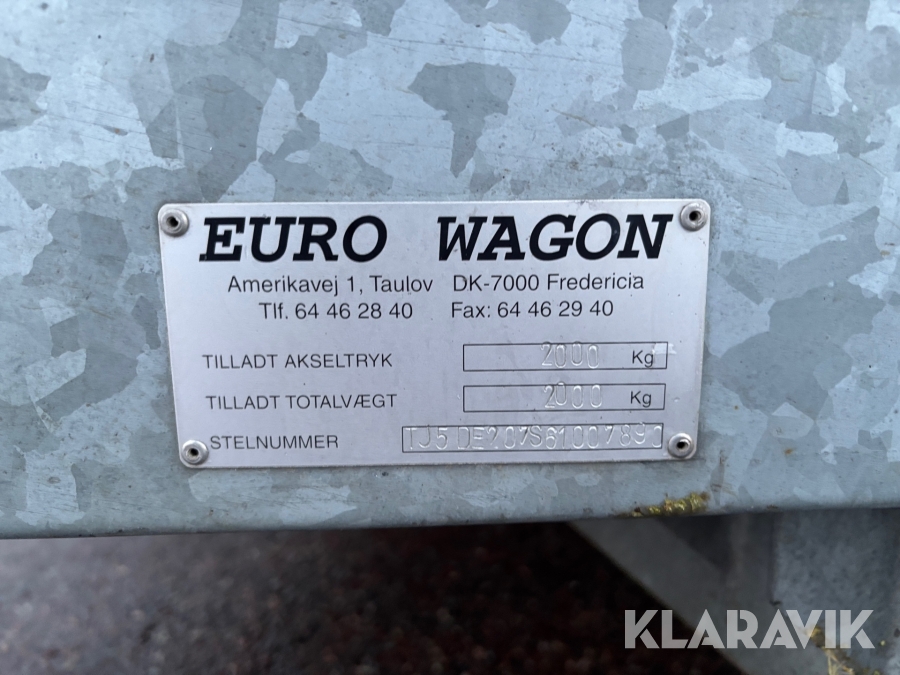 EURO WAGON
Amerikavej 1, Taulov DK-7000 Fredericia
Tlf. 64 46 28 40 Fax: 64 46 29 40
TILLADT AKSELTRYK 2000 Kg
TILLADT TOTALVÆGT 2000 Kg
STELNUMMER
KLARAVIK